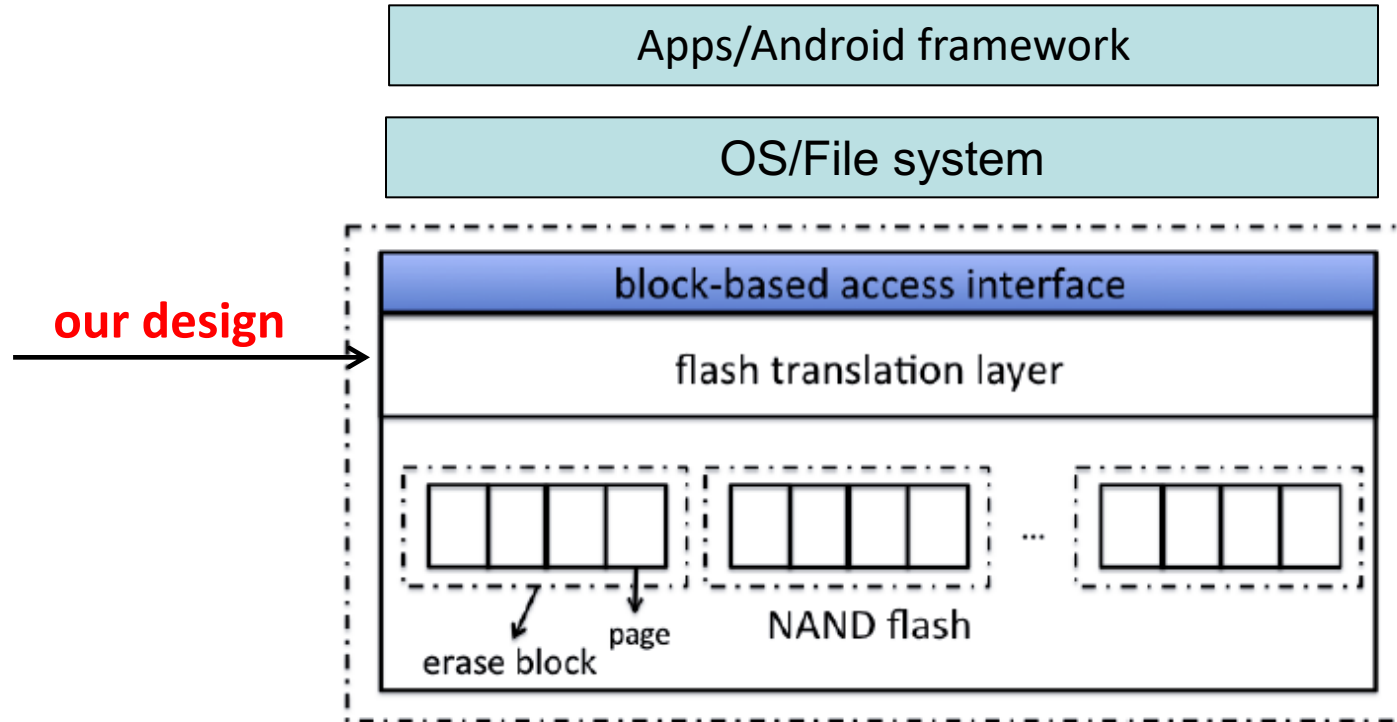 Apps/Android framework
OS/File system
block-based access interface
our design
flash translation layer
...
page
NAND flash
erase block